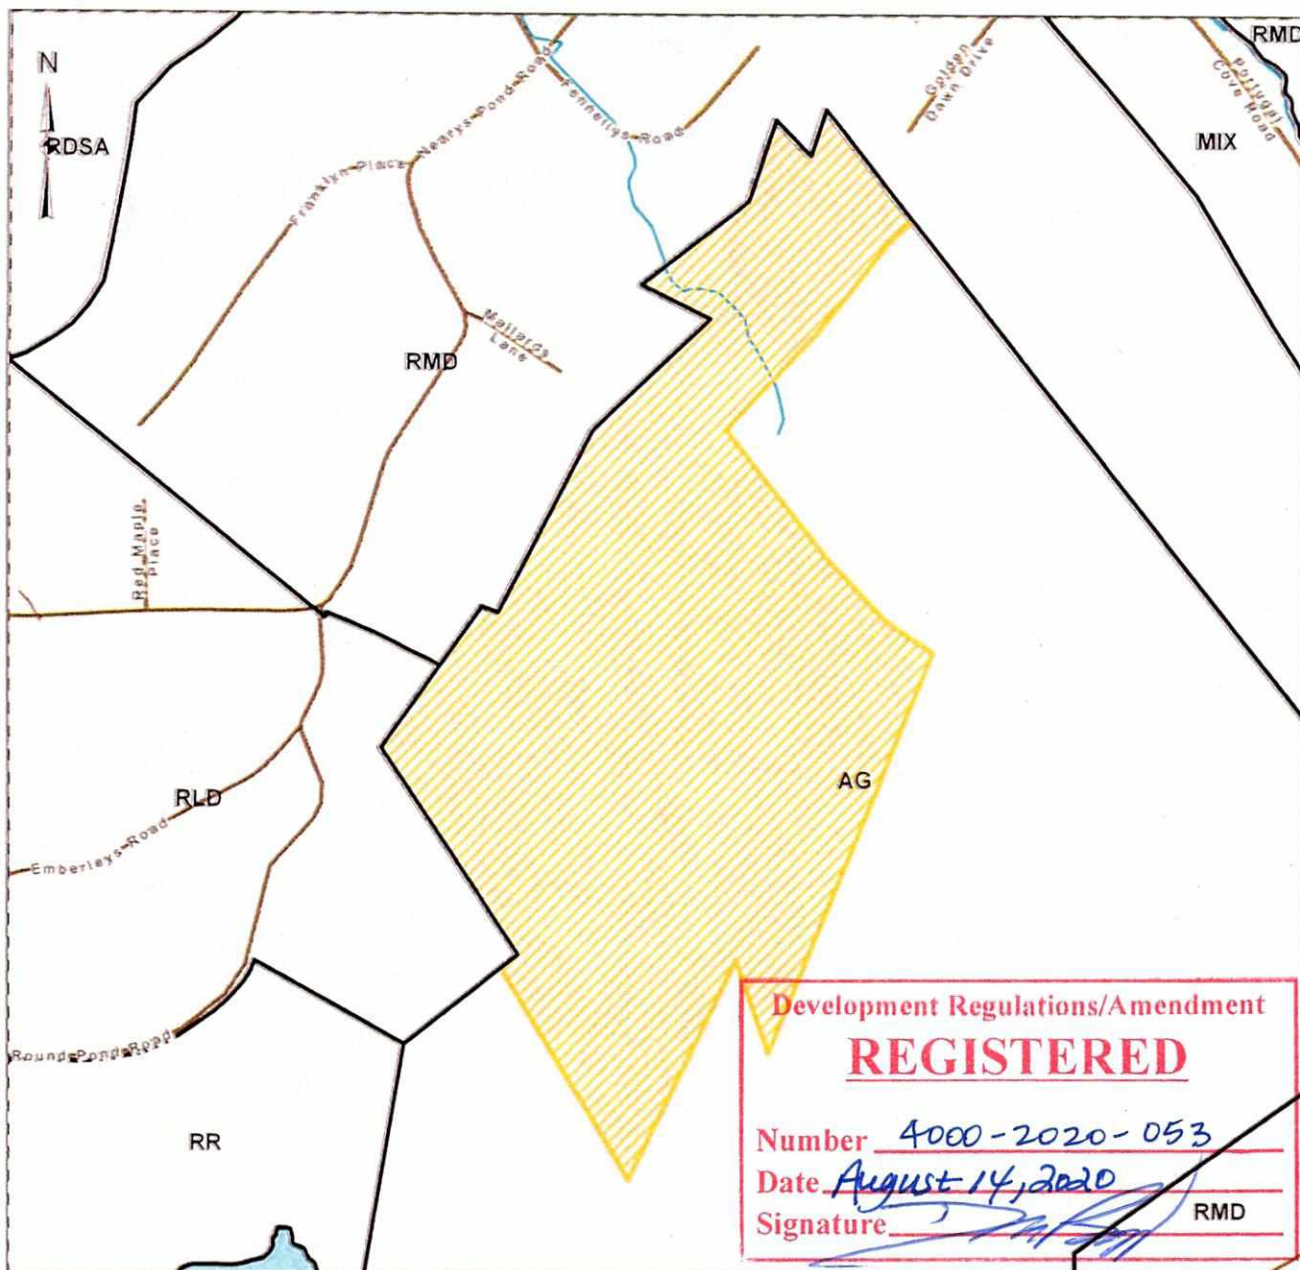 N
RDSA
RMD
Golden
Dawn Drive
Portugal
Cove Road
MIX
Nearys Pond Road
Fennellys Road
Franklyn Place
Mallards
Lane
RMD
Red Maple
Place
AG
RLD
Emberleys Road
Round Pond Road
RR
Development Regulations/Amendment
REGISTERED
Number 4000-2020-053
Date August 14, 2020
Signature
RMD